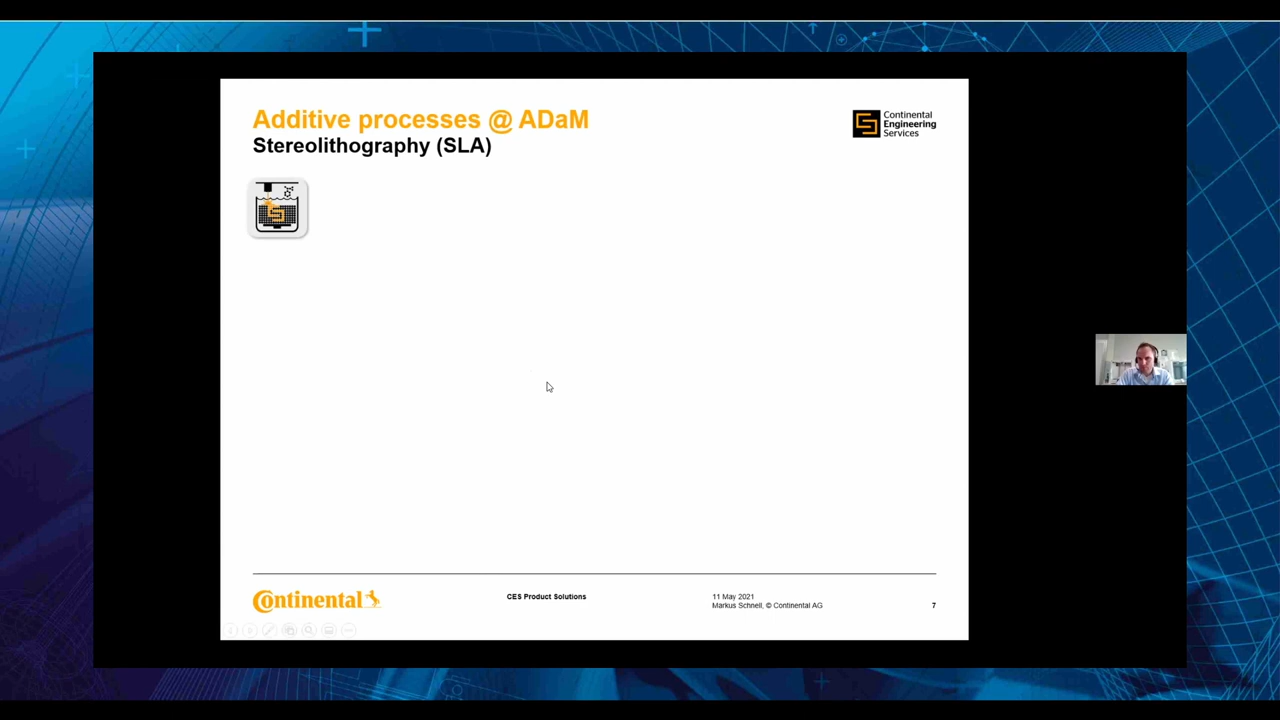 Additive processes @ ADaM
Stereolithography (SLA)
Continental
Engineering
Services
Continental
CES Product Solutions
11 May 2021
Markus Schnell, © Continental AG
7